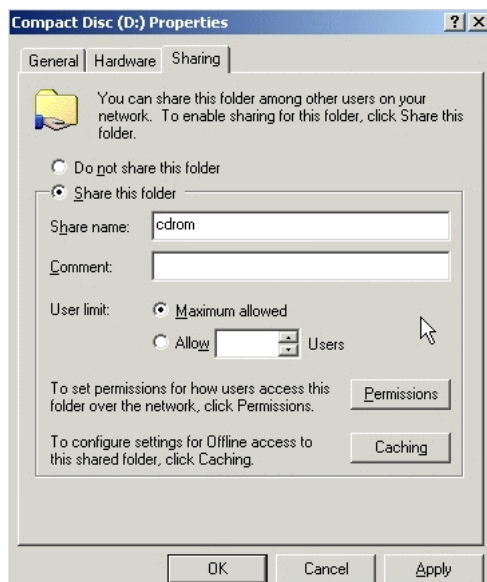 Compact Disc (D:) Properties
General
Hardware
Sharing
You can share this folder among other users on your
network. To enable sharing for this folder, click Share this
folder.
Do not share this folder
Share this folder
Share name: cdrom
Comment:
User limit: Maximum allowed
Allow Users
To set permissions for how users access this
folder over the network, click Permissions.
Permissions
To configure settings for Offline access to
this shared folder, click Caching.
Caching
OK
Cancel
Apply